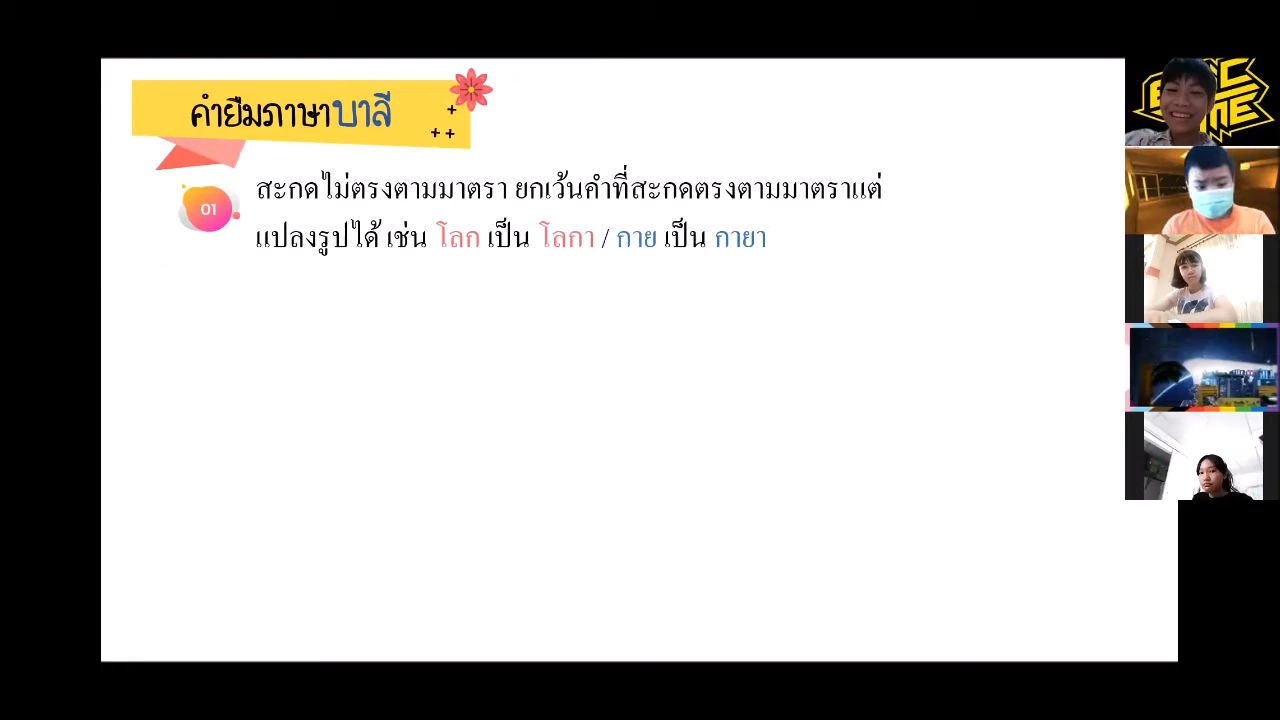 คำยืมภาษาบาลี
01
สะกดไม่ตรงตามมาตรา ยกเว้นคำที่สะกดตรงตามมาตราแต่
แปลงรูปได้ เช่น โลก เป็น โลกา / กาย เป็น กายา